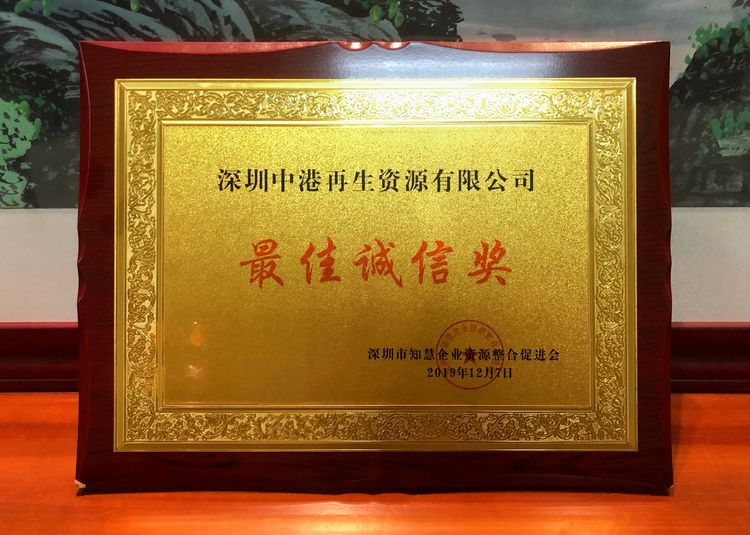 深圳中港再生资源有限公司
最佳诚信奖
深圳市知慧企业资源整合促进会
2019年12月7日